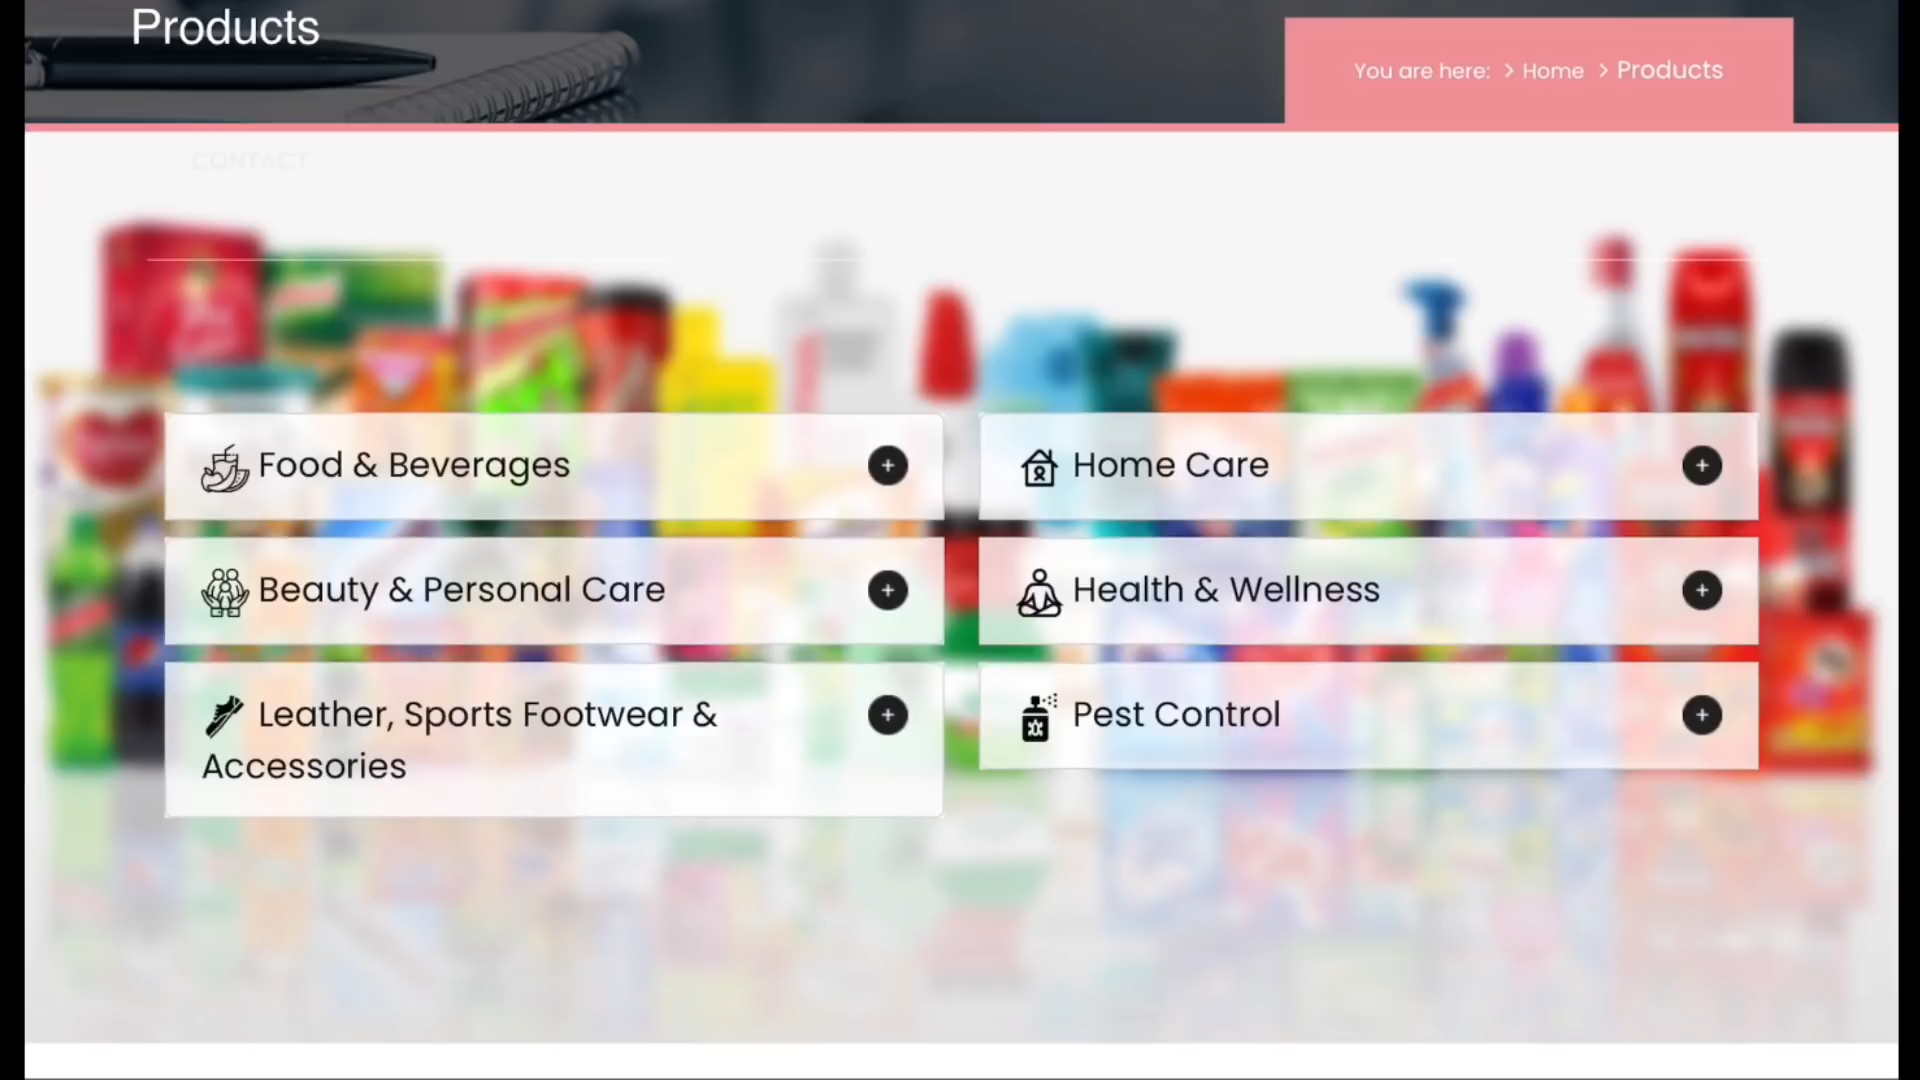 Products
You are here: > Home > Products
CONTACT
Food & Beverages
Home Care
Beauty & Personal Care
Health & Wellness
Leather, Sports Footwear &
Accessories
Pest Control